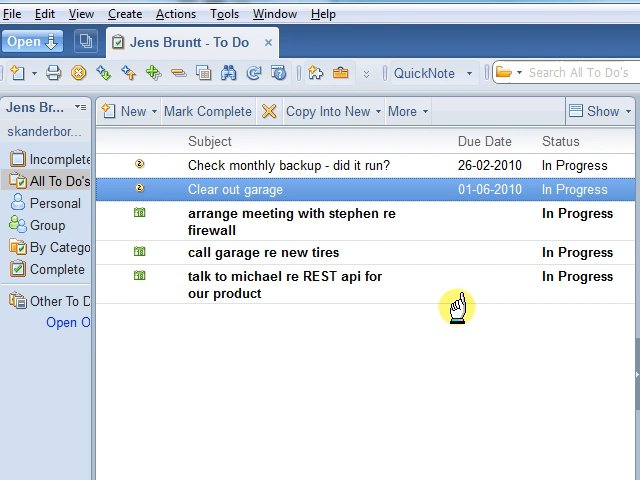 File Edit View Create Actions Tools Window Help
Open Jens Bruntt - To Do ×
QuickNote Search All To Do's
Jens Br... New Mark Complete Copy Into New More Show
skanderbor...
Subject Due Date Status
Incomplete
All To Do's
Personal
Group
By Catego
Complete
Other To D
Open O
2 Check monthly backup - did it run? 26-02-2010 In Progress
2 Clear out garage 01-06-2010 In Progress
arrange meeting with stephen re In Progress
firewall
call garage re new tires In Progress
talk to michael re REST api for In Progress
our product